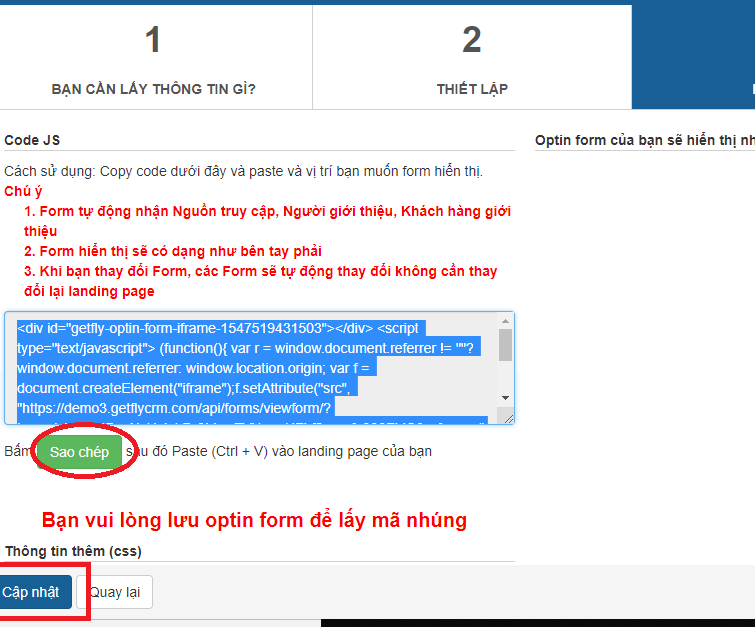 1
2
BẠN CẦN LẤY THÔNG TIN GÌ?
THIẾT LẬP
Code JS
Optin form của bạn sẽ hiển thị
Cách sử dụng: Copy code dưới đây và paste và vị trí bạn muốn form hiển thị.
Chú ý
1. Form tự động nhận Nguồn truy cập, Người giới thiệu, Khách hàng giới
thiệu
2. Form hiển thị sẽ có dạng như bên tay phải
3. Khi bạn thay đổi Form, các Form sẽ tự động thay đổi không cần thay
đổi lại landing page
<div id="getfly-optin-form-iframe-1547519431503"></div> <script
type="text/javascript"> (function(){ var r = window.document.referrer != ""?
window.document.referrer: window.location.origin; var f =
document.createElement("iframe");f.setAttribute("src",
"https://demo3.getflycrm.com/api/forms/viewform/?
Bấm Sao chép sau đó Paste (Ctrl + V) vào landing page của bạn
Bạn vui lòng lưu optin form để lấy mã nhúng
Thông tin thêm (css)
Cập nhật Quay lại